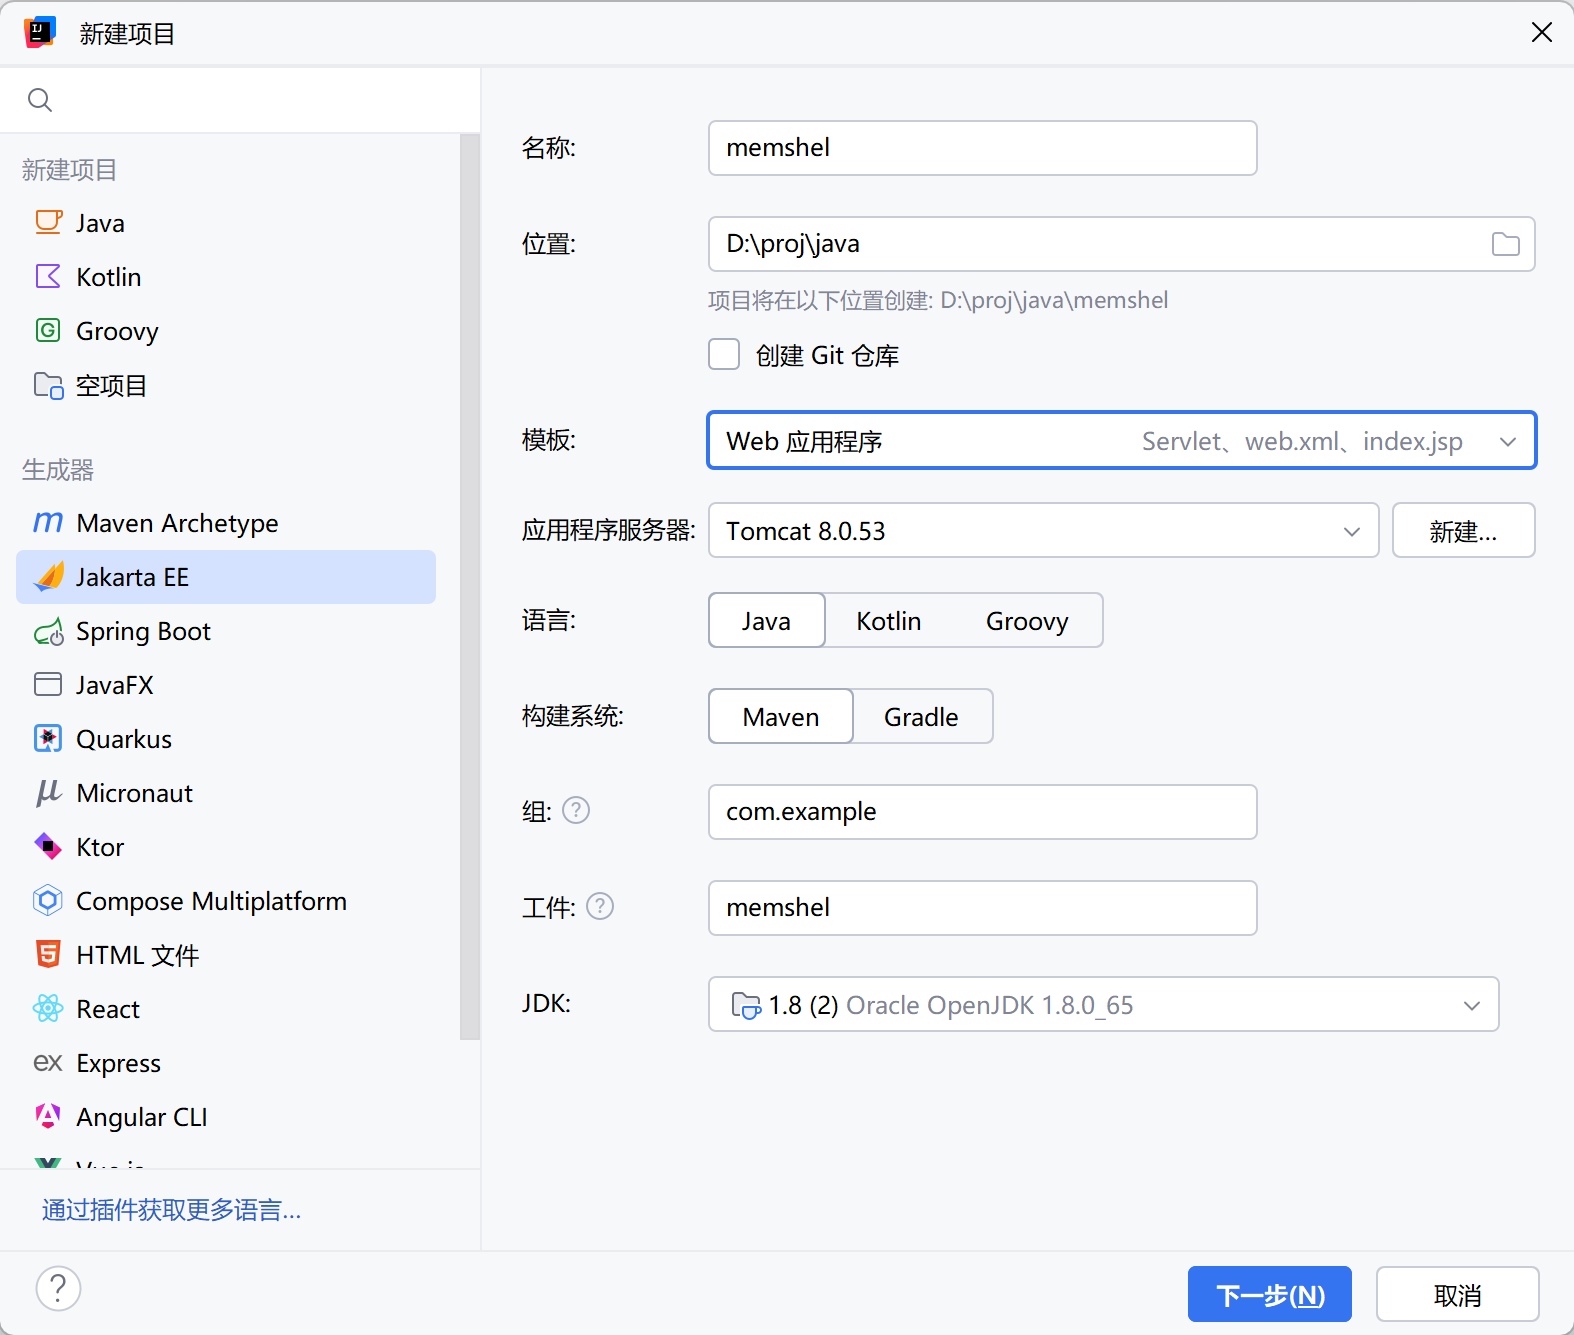 新建项目
新建项目
Java
Kotlin
Groovy
空项目
生成器
Maven Archetype
Jakarta EE
Spring Boot
JavaFX
Quarkus
Micronaut
Ktor
Compose Multiplatform
HTML 文件
React
Express
Angular CLI
通过插件获取更多语言...
名称:
memshel
位置:
D:\proj\java
项目将在以下位置创建: D:\proj\java\memshel
创建 Git 仓库
模板:
Web 应用程序 Servlet、web.xml、index.jsp
应用程序服务器:
Tomcat 8.0.53
新建...
语言:
Java Kotlin Groovy
构建系统:
Maven Gradle
组: ?
com.example
工件: ?
memshel
JDK:
1.8 (2) Oracle OpenJDK 1.8.0_65
?
下一步(N)
取消